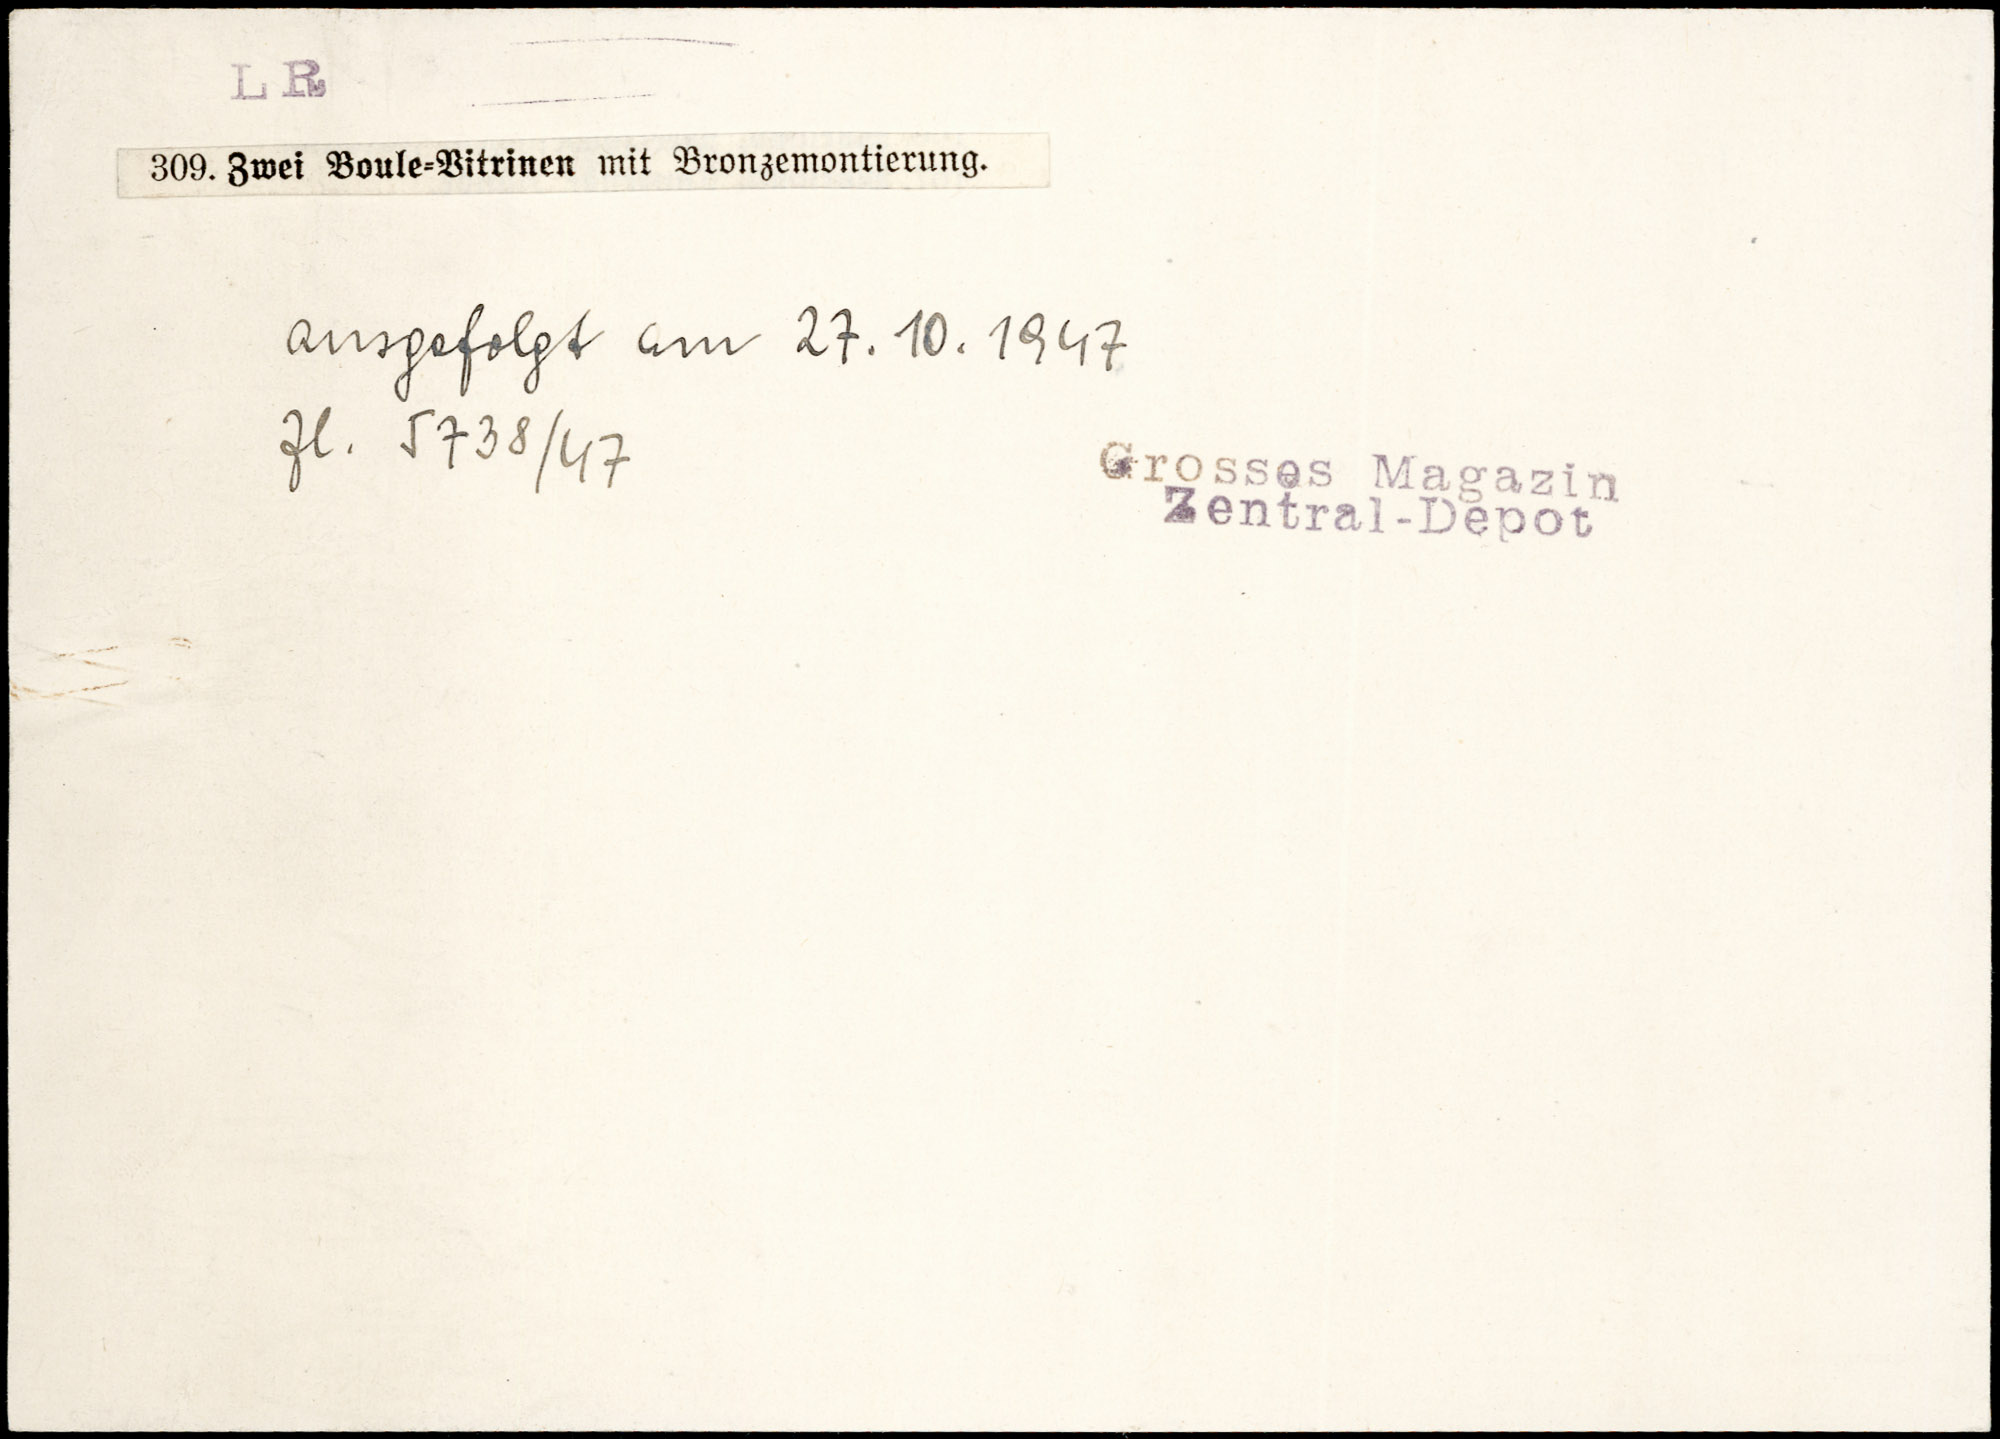 LR
309. Zwei Boule-Vitrinen mit Bronzemontierung.
ausgefolgt am 27. 10. 1947
Zl. 5738/47
Grosses Magazin
Zentral-Depot